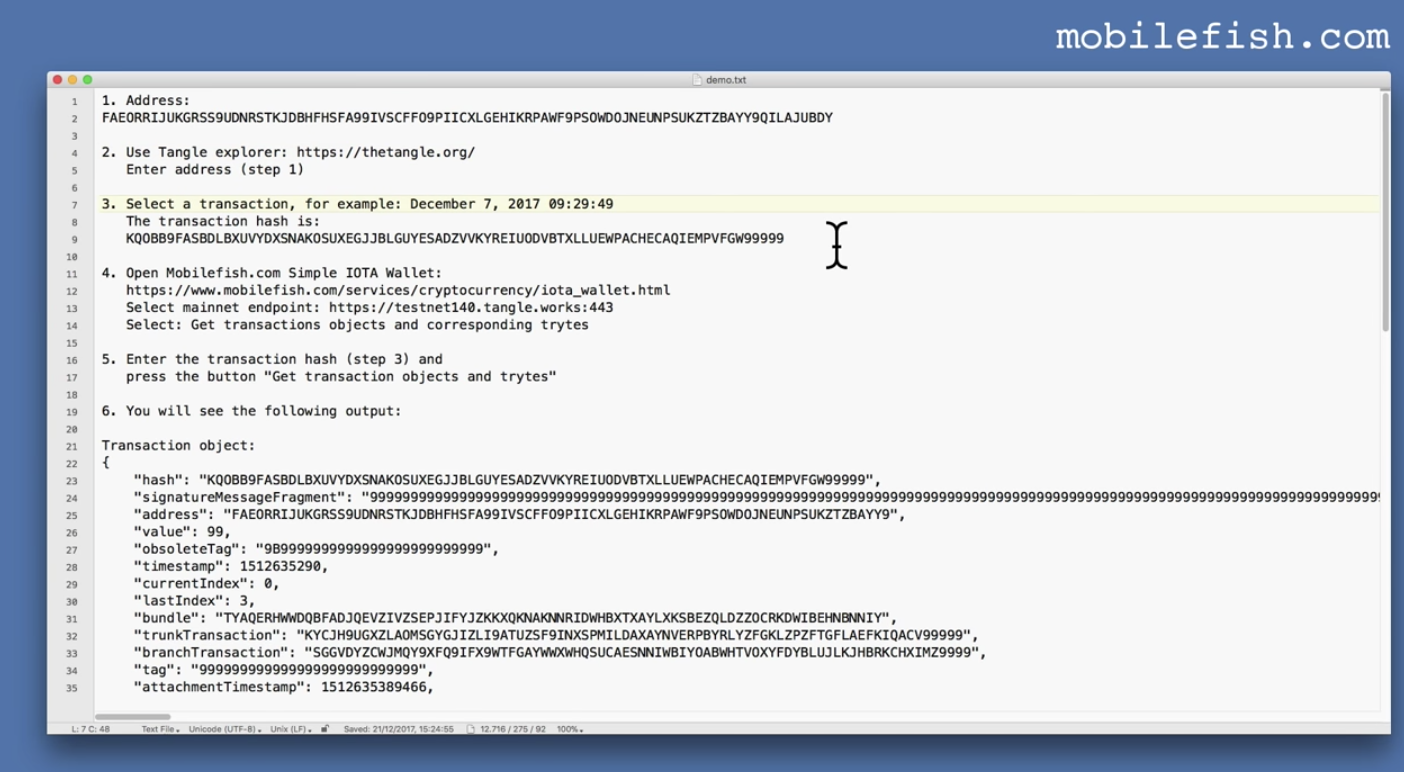 mobilefish.com
demo.txt
1 1. Address:
2 FAEORRIJUKGRSS9UDNRSTKJDBHFHSFA99IVSCFFO9PIICXLGEHIKRPAWF9PSOWDOJNEUNPSUKZTZBAYY9QILAJUBDY
3
4 2. Use Tangle explorer: https://thetangle.org/
5 Enter address (step 1)
6
7 3. Select a transaction, for example: December 7, 2017 09:29:49
8 The transaction hash is:
9 KQOBB9FASBDLBXUVYDXSNAKOSUXEGJJBLGUYESADZVVKYREIUODVBTXLLUEWPACHECAQIEMPVFGW99999
10
11 4. Open Mobilefish.com Simple IOTA Wallet:
12 https://www.mobilefish.com/services/cryptocurrency/iota_wallet.html
13 Select mainnet endpoint: https://testnet140.tangle.works:443
14 Select: Get transactions objects and corresponding trytes
15
16 5. Enter the transaction hash (step 3) and
17 press the button "Get transaction objects and trytes"
18
19 6. You will see the following output:
20
21 Transaction object:
22 {
23 "hash": "KQOBB9FASBDLBXUVYDXSNAKOSUXEGJJBLGUYESADZVVKYREIUODVBTXLLUEWPACHECAQIEMPVFGW99999",
24 "signatureMessageFragment":
25 "address": "FAEORRIJUKGRSS9UDNRSTKJDBHFHSFA99IVSCFFO9PIICXLGEHIKRPAWF9PSOWDOJNEUNPSUKZTZBAYY9",
26 "value": 99,
27 "obsoleteTag": "9B9999999999999999999999999",
28 "timestamp": 1512635290,
29 "currentIndex": 0,
30 "lastIndex": 3,
31 "bundle": "TYAQERHWWDQBFADJQEVZIVZSEPJIFYJZKKXQKNAKNNRIDWHBXTXAYLXKSBEZQLDZZOCRKDWIBEHNBNNIY",
32 "trunkTransaction": "KYCJH9UGXZLAOMSGYGJIZLI9ATUZSF9INXSPMILDAXAYNVERPBYRLYZFGKLZPZFTGFLAEFKIQACV99999",
33 "branchTransaction": "SGGVDYZCWJMQY9XFQ9IFX9WTFGAYWWXWHQSUCAESNNIWBIYOABWHTVOXYFDYBLUJLKJHBRKCHXIMZ9999",
34 "tag": "999999999999999999999999999",
35 "attachmentTimestamp": 1512635389466,
L: 7 C: 48 Text File Unicode (UTF-8) Unix (LF) Saved: 21/12/2017, 15:24:55 12.716 / 275 / 92 100%